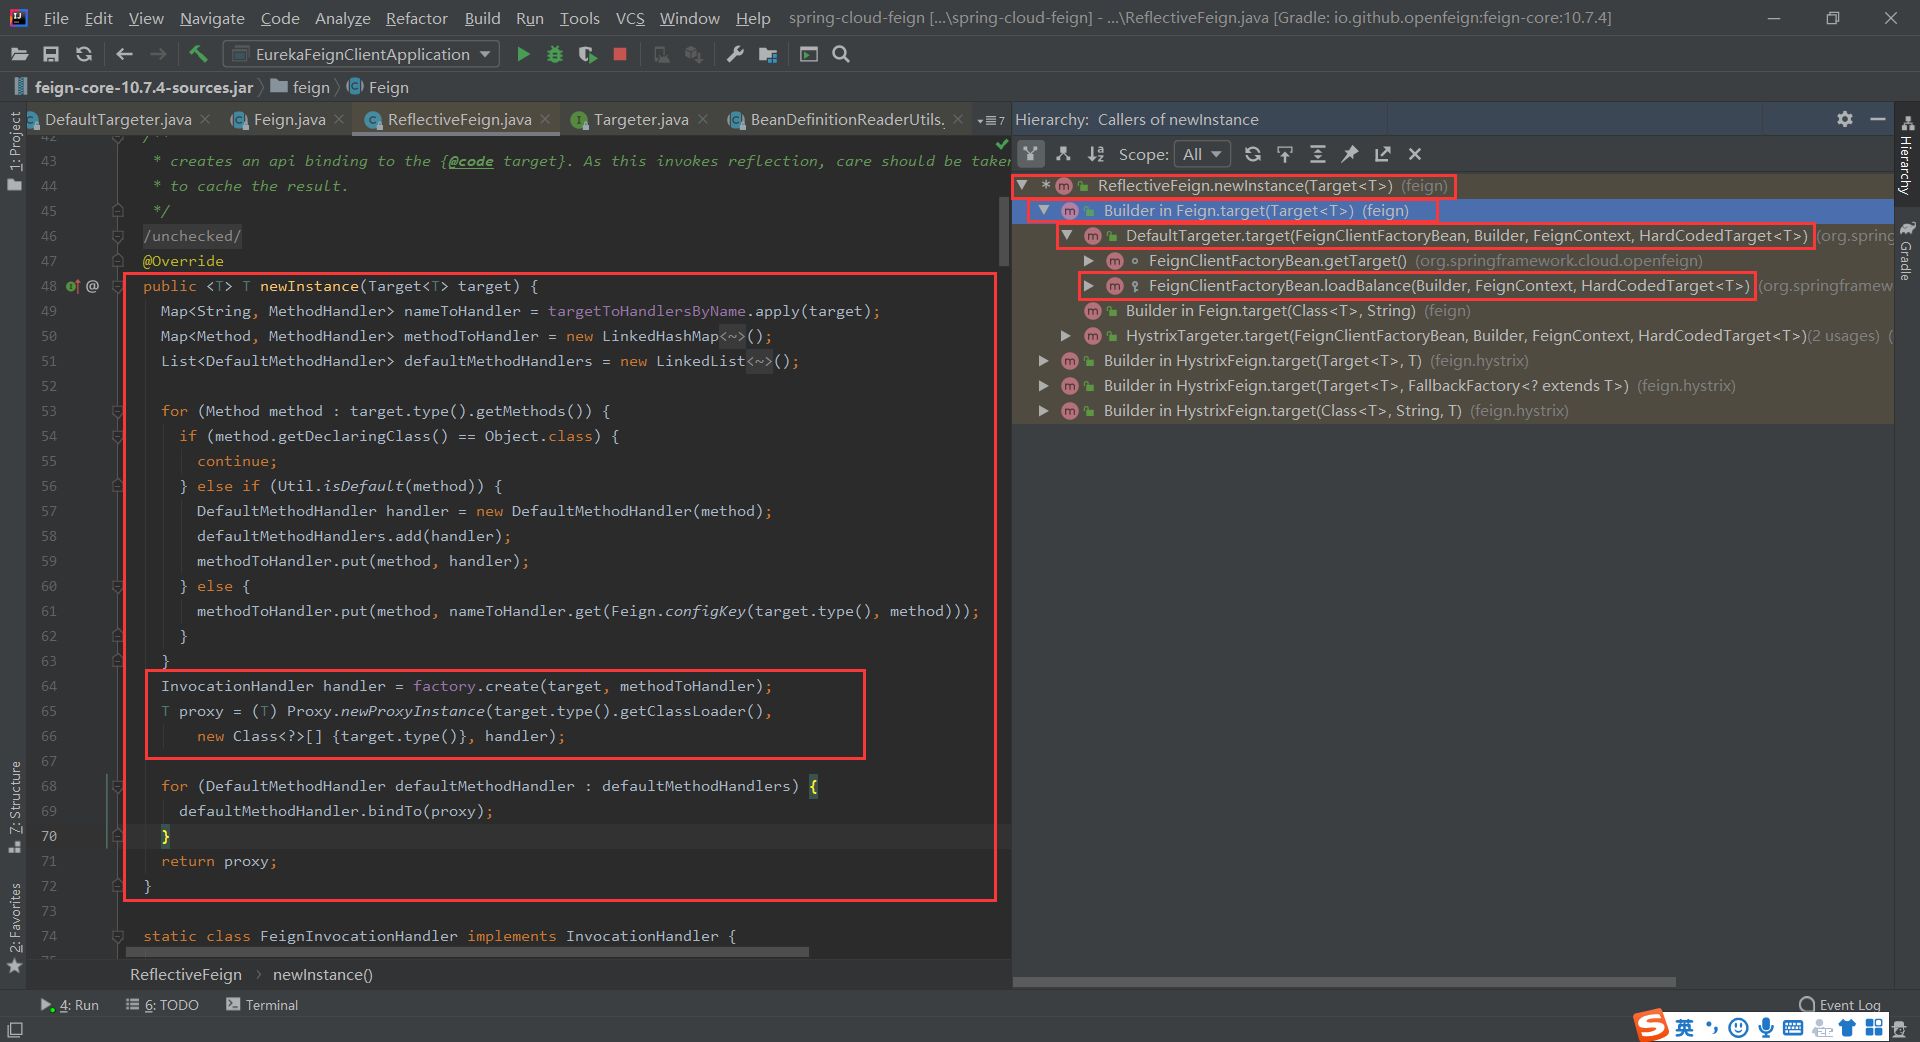 File Edit View Navigate Code Analyze Refactor Build Run Tools VCS Window Help spring-cloud-feign [...\spring-cloud-feign] - ...\ReflectiveFeign.java [Gradle: io.github.openfeign:feign-core:10.7.4]
EurekaFeignClientApplication
feign-core-10.7.4-sources.jar feign Feign
DefaultTargeter.java Feign.java ReflectiveFeign.java Targeter.java BeanDefinitionReaderUtils. 7
42 /**
43 * creates an api binding to the {@code target}. As this invokes reflection, care should be taken
44 * to cache the result.
45 */
46 /unchecked/
47 @Override
48 @ public <T> T newInstance(Target<T> target) {
49 Map<String, MethodHandler> nameToHandler = targetToHandlersByName.apply(target);
50 Map<Method, MethodHandler> methodToHandler = new LinkedHashMap<~>();
51 List<DefaultMethodHandler> defaultMethodHandlers = new LinkedList<~>();
52
53 for (Method method : target.type().getMethods()) {
54 if (method.getDeclaringClass() == Object.class) {
55 continue;
56 } else if (Util.isDefault(method)) {
57 DefaultMethodHandler handler = new DefaultMethodHandler(method);
58 defaultMethodHandlers.add(handler);
59 methodToHandler.put(method, handler);
60 } else {
61 methodToHandler.put(method, nameToHandler.get(Feign.configKey(target.type(), method)));
62 }
63 }
64 InvocationHandler handler = factory.create(target, methodToHandler);
65 T proxy = (T) Proxy.newProxyInstance(target.type().getClassLoader(),
66 new Class<?>[] {target.type()}, handler);
67
68 for (DefaultMethodHandler defaultMethodHandler : defaultMethodHandlers) {
69 defaultMethodHandler.bindTo(proxy);
70 }
71 return proxy;
72 }
73
74 static class FeignInvocationHandler implements InvocationHandler {
ReflectiveFeign newInstance()
Hierarchy: Callers of newInstance
Scope: All
* ReflectiveFeign.newInstance(Target<T>) (feign)
Builder in Feign.target(Target<T>) (feign)
DefaultTargeter.target(FeignClientFactoryBean, Builder, FeignContext, HardCodedTarget<T>) (org.spring
FeignClientFactoryBean.getTarget() (org.springframework.cloud.openfeign)
FeignClientFactoryBean.loadBalance(Builder, FeignContext, HardCodedTarget<T>) (org.springframew
Builder in Feign.target(Class<T>, String) (feign)
HystrixTargeter.target(FeignClientFactoryBean, Builder, FeignContext, HardCodedTarget<T>)(2 usages) (
Builder in HystrixFeign.target(Target<T>, T) (feign.hystrix)
Builder in HystrixFeign.target(Target<T>, FallbackFactory<? extends T>) (feign.hystrix)
Builder in HystrixFeign.target(Class<T>, String, T) (feign.hystrix)
1: Project
7: Structure
2: Favorites
Hierarchy
Gradle
4: Run 6: TODO Terminal Event Log
英